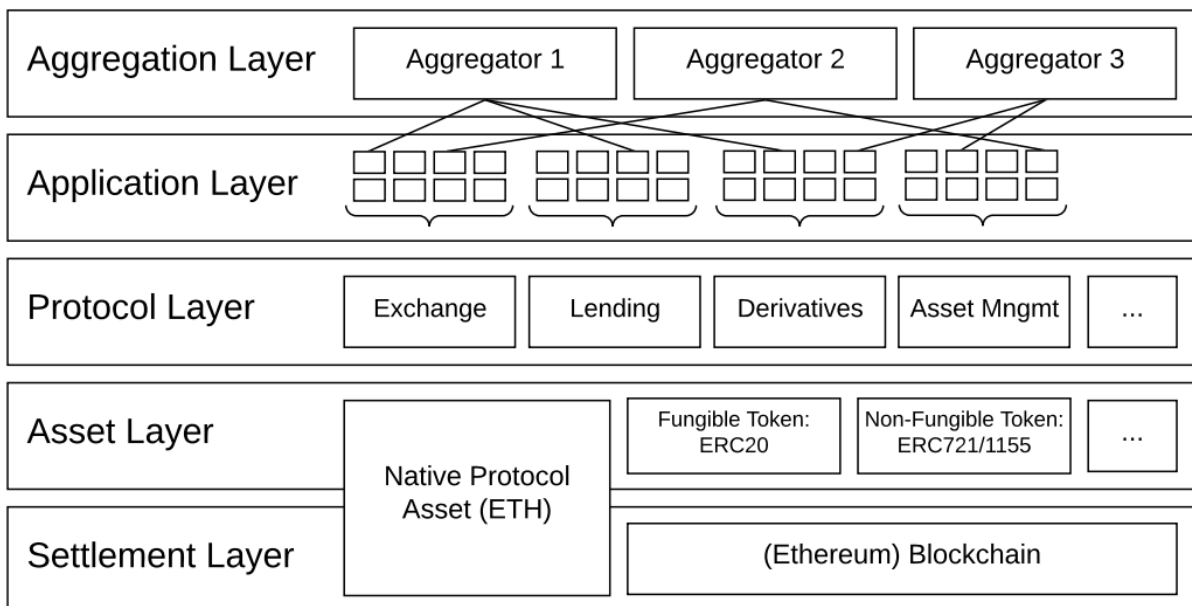 Aggregation Layer
Aggregator 1
Aggregator 2
Aggregator 3
Application Layer
Protocol Layer
Exchange
Lending
Derivatives
Asset Mngmt
...
Asset Layer
Native Protocol
Asset (ETH)
Fungible Token:
ERC20
Non-Fungible Token:
ERC721/1155
...
Settlement Layer
(Ethereum) Blockchain